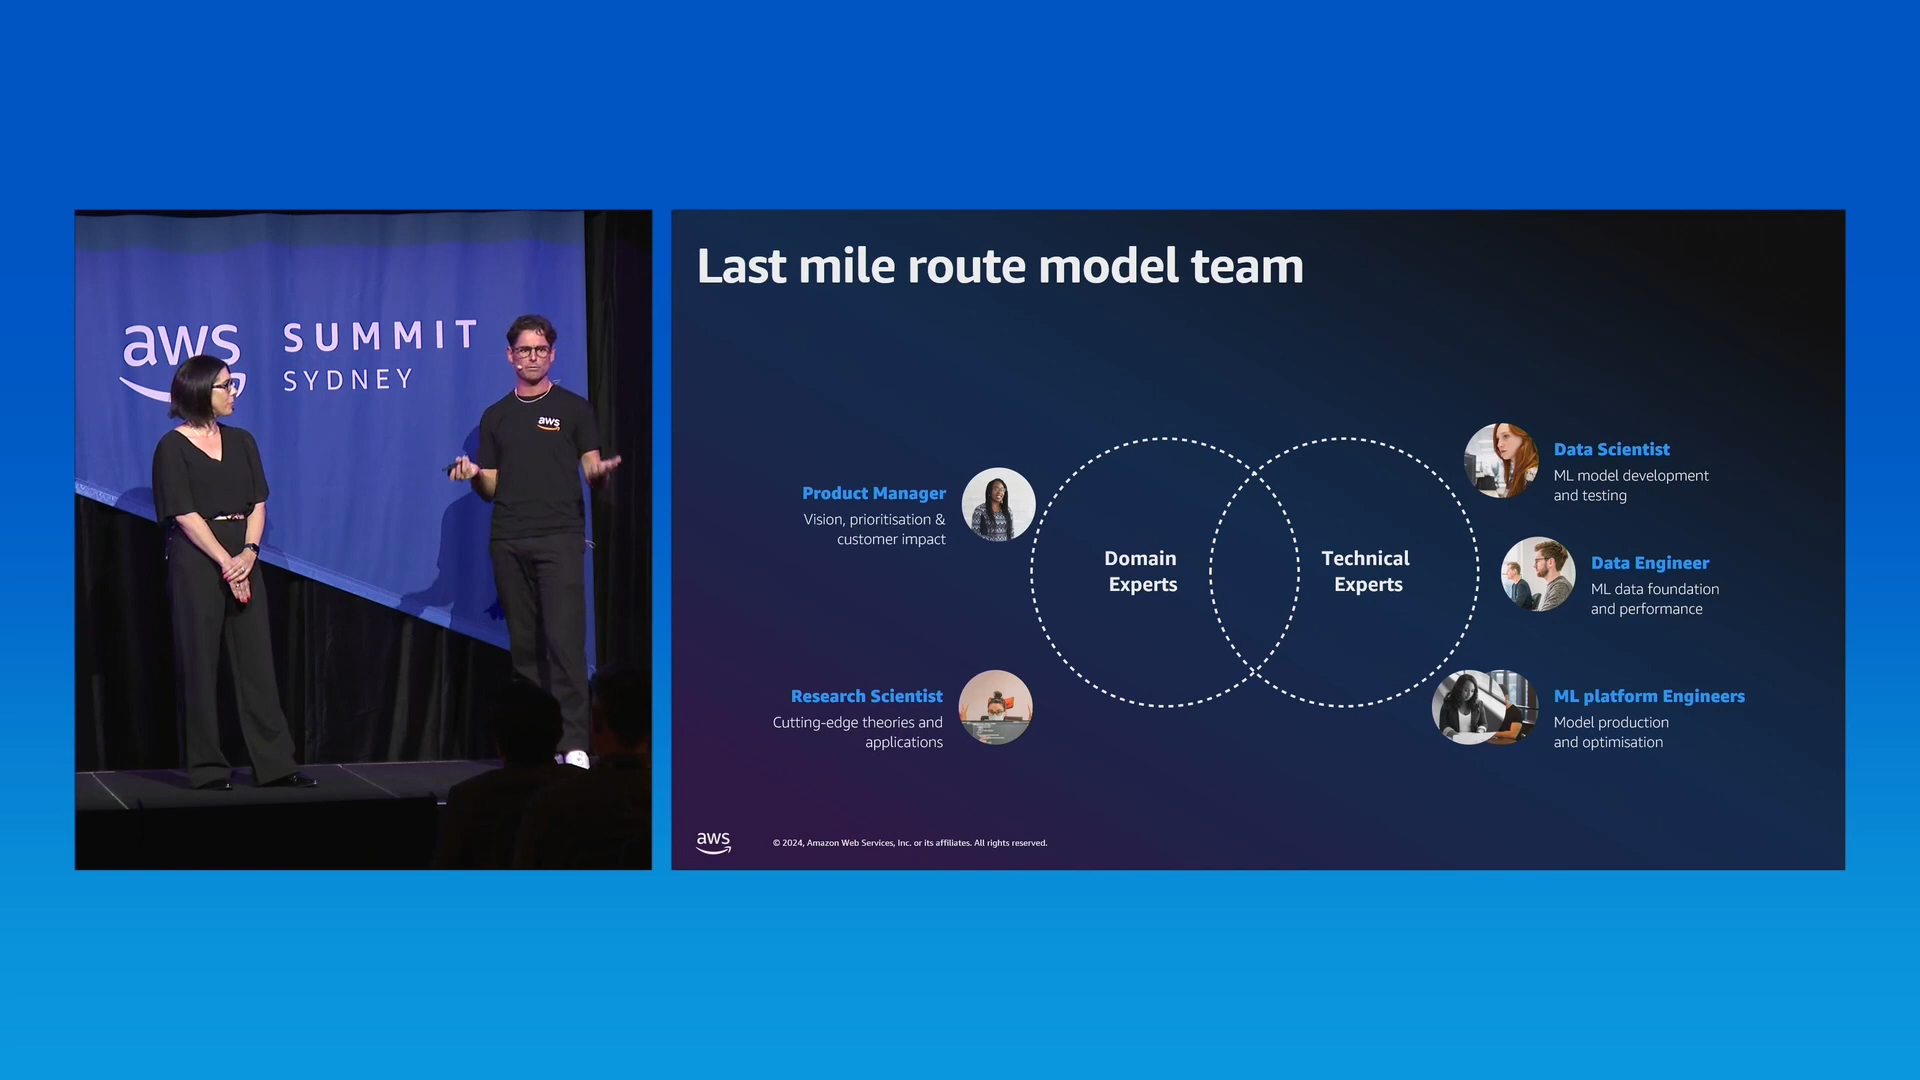 aws
SUMMIT
SYDNEY
aws
Last mile route model team
Product Manager
Vision, prioritisation &
customer impact
Research Scientist
Cutting-edge theories and
applications
Domain
Experts
Technical
Experts
Data Scientist
ML model development
and testing
Data Engineer
ML data foundation
and performance
ML platform Engineers
Model production
and optimisation
aws
© 2024, Amazon Web Services, Inc. or its affiliates. All rights reserved.